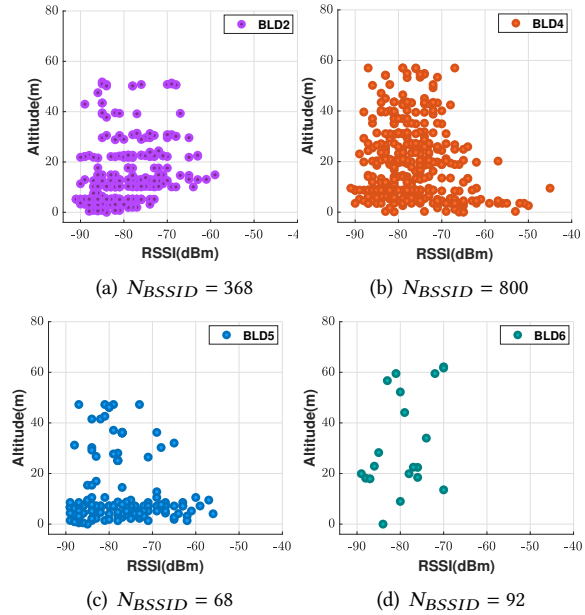 80
BLD2
60
Altitude(m)
40
20
0
-90 -80 -70 -60 -50 -40
RSSI(dBm)
(a) N_BSSID = 368
80
BLD4
60
Altitude(m)
40
20
0
-90 -80 -70 -60 -50 -40
RSSI(dBm)
(b) N_BSSID = 800
80
BLD5
60
Altitude(m)
40
20
0
-90 -80 -70 -60 -50 -40
RSSI(dBm)
(c) N_BSSID = 68
80
BLD6
60
Altitude(m)
40
20
0
-90 -80 -70 -60 -50 -40
RSSI(dBm)
(d) N_BSSID = 92